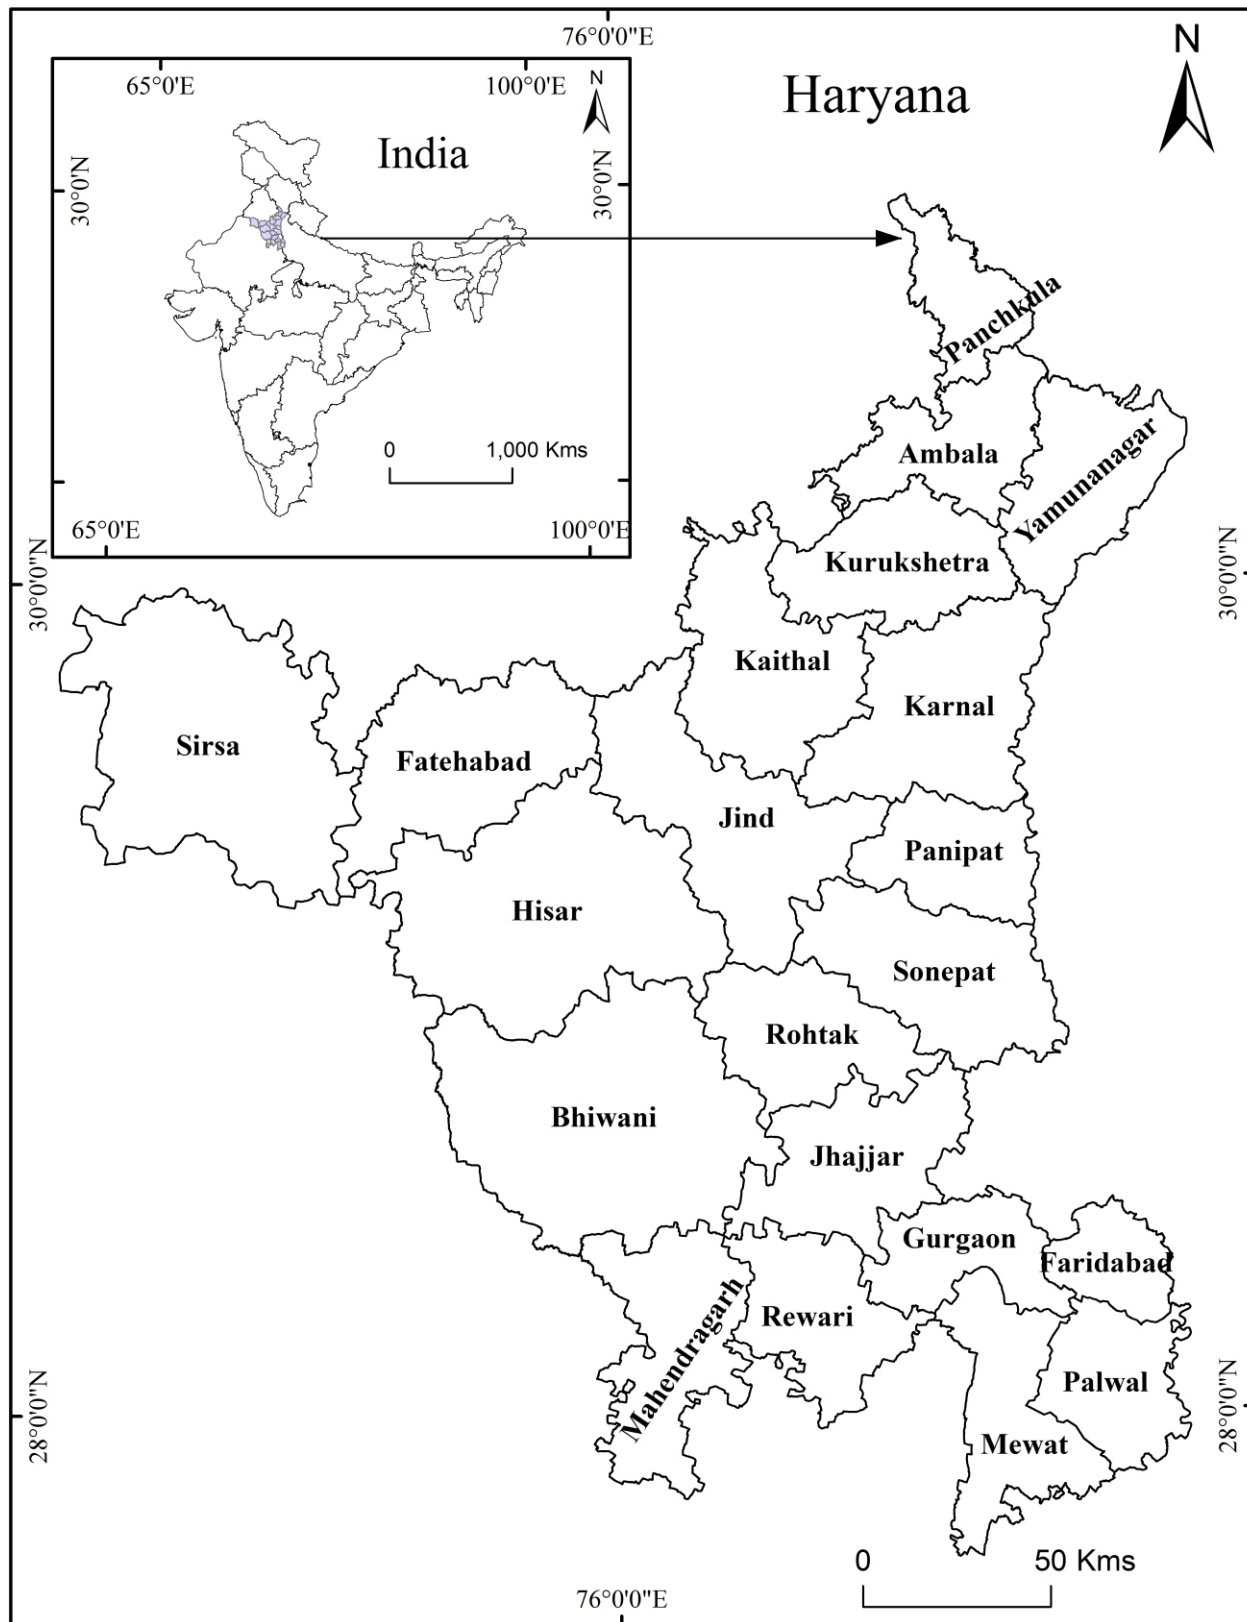 76°0'0"E
65°0'E
100°0'E
N
N
Haryana
India
30°0'N
30°0'N
Panchkula
Ambala
Yamunanagar
0 1,000 Kms
65°0'E
100°0'E
Kurukshetra
30°0'0"N
30°0'0"N
Kaithal
Karnal
Sirsa
Fatehabad
Jind
Panipat
Hisar
Sonepat
Rohtak
Bhiwani
Jhajjar
Gurgaon
Faridabad
Mahendragarh
Rewari
Palwal
28°0'0"N
28°0'0"N
Mewat
0 50 Kms
76°0'0"E